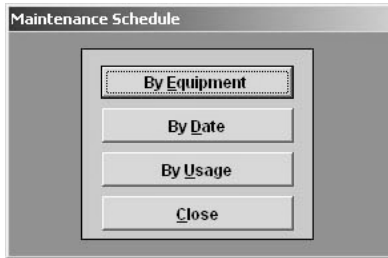 Maintenance Schedule
By Equipment
By Date
By Usage
Close